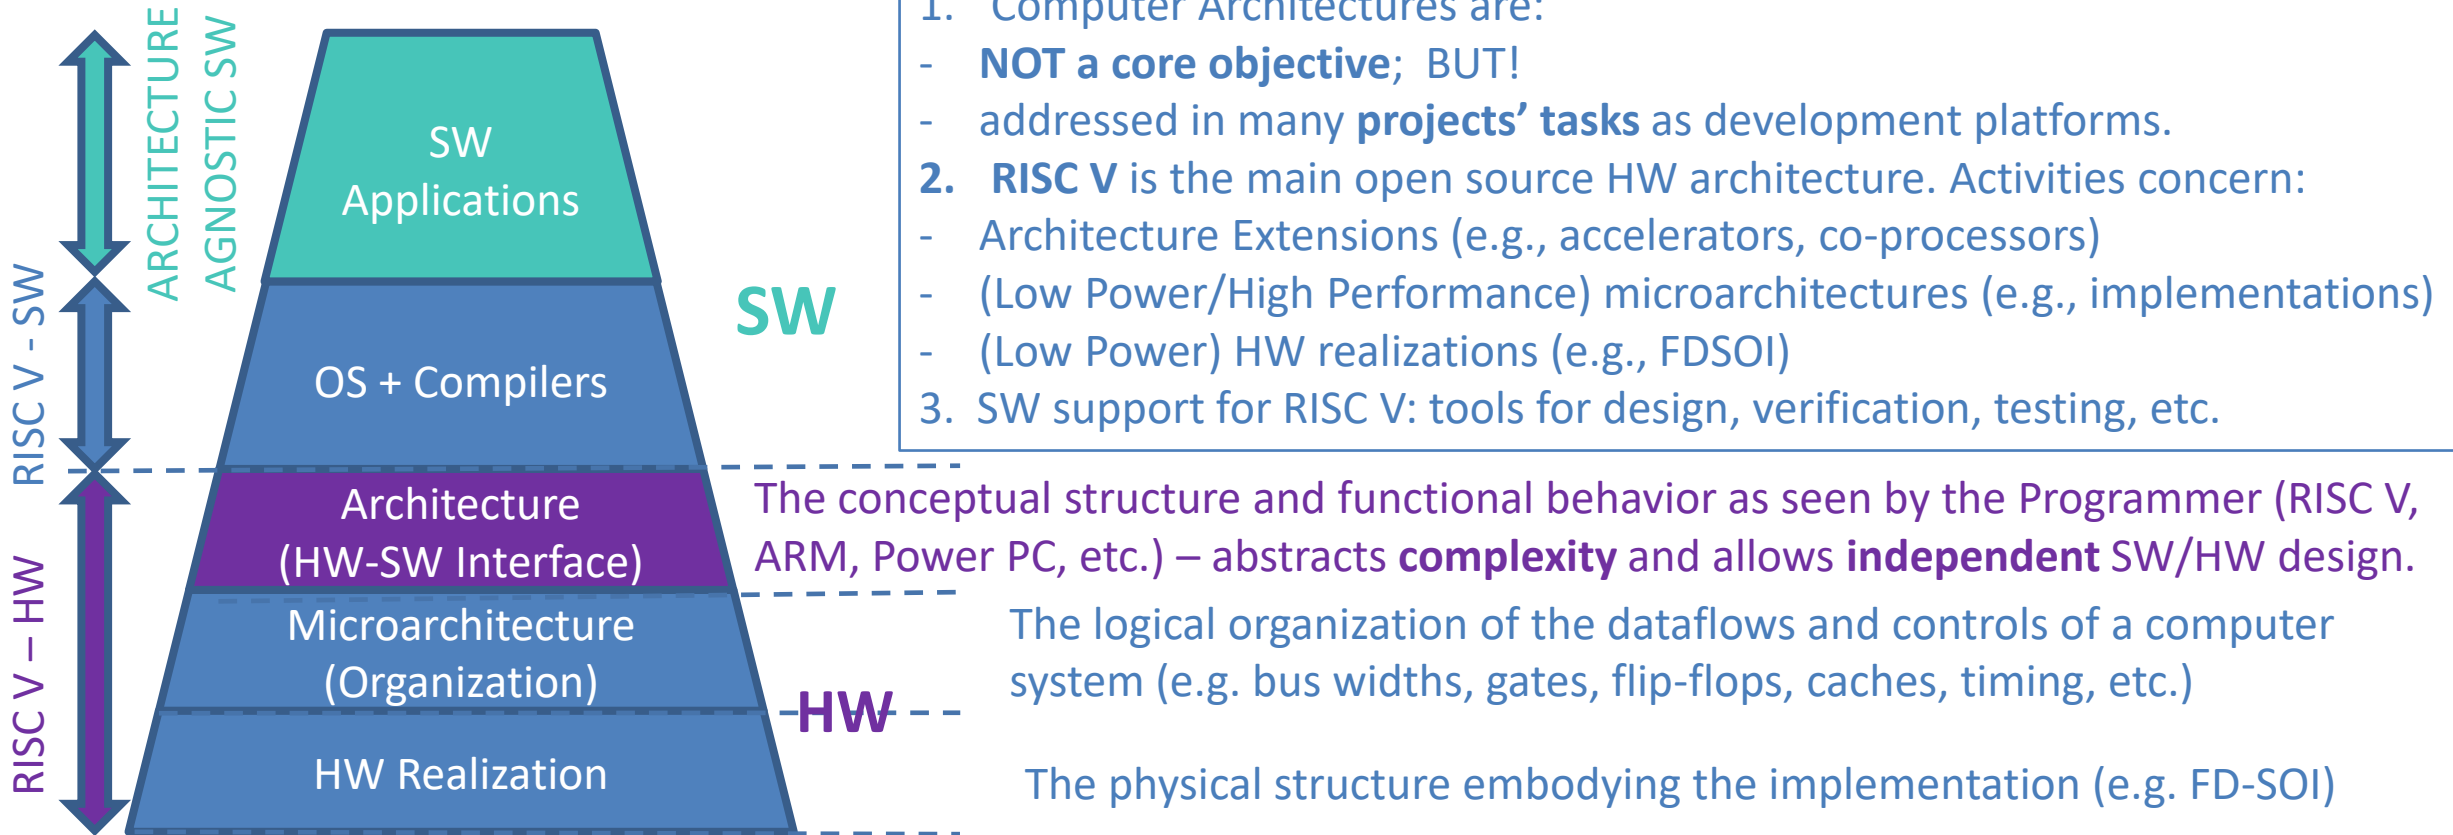 ARCHITECTURE
AGNOSTIC SW
RISC V - SW
RISC V – HW
SW
Applications
OS + Compilers
Architecture
(HW-SW Interface)
Microarchitecture
(Organization)
HW Realization
SW
HW
1. Computer Architectures are:
- NOT a core objective; BUT!
- addressed in many projects’ tasks as development platforms.
2. RISC V is the main open source HW architecture. Activities concern:
- Architecture Extensions (e.g., accelerators, co-processors)
- (Low Power/High Performance) microarchitectures (e.g., implementations)
- (Low Power) HW realizations (e.g., FDSOI)
3. SW support for RISC V: tools for design, verification, testing, etc.
The conceptual structure and functional behavior as seen by the Programmer (RISC V,
ARM, Power PC, etc.) – abstracts complexity and allows independent SW/HW design.
The logical organization of the dataflows and controls of a computer
system (e.g. bus widths, gates, flip-flops, caches, timing, etc.)
The physical structure embodying the implementation (e.g. FD-SOI)